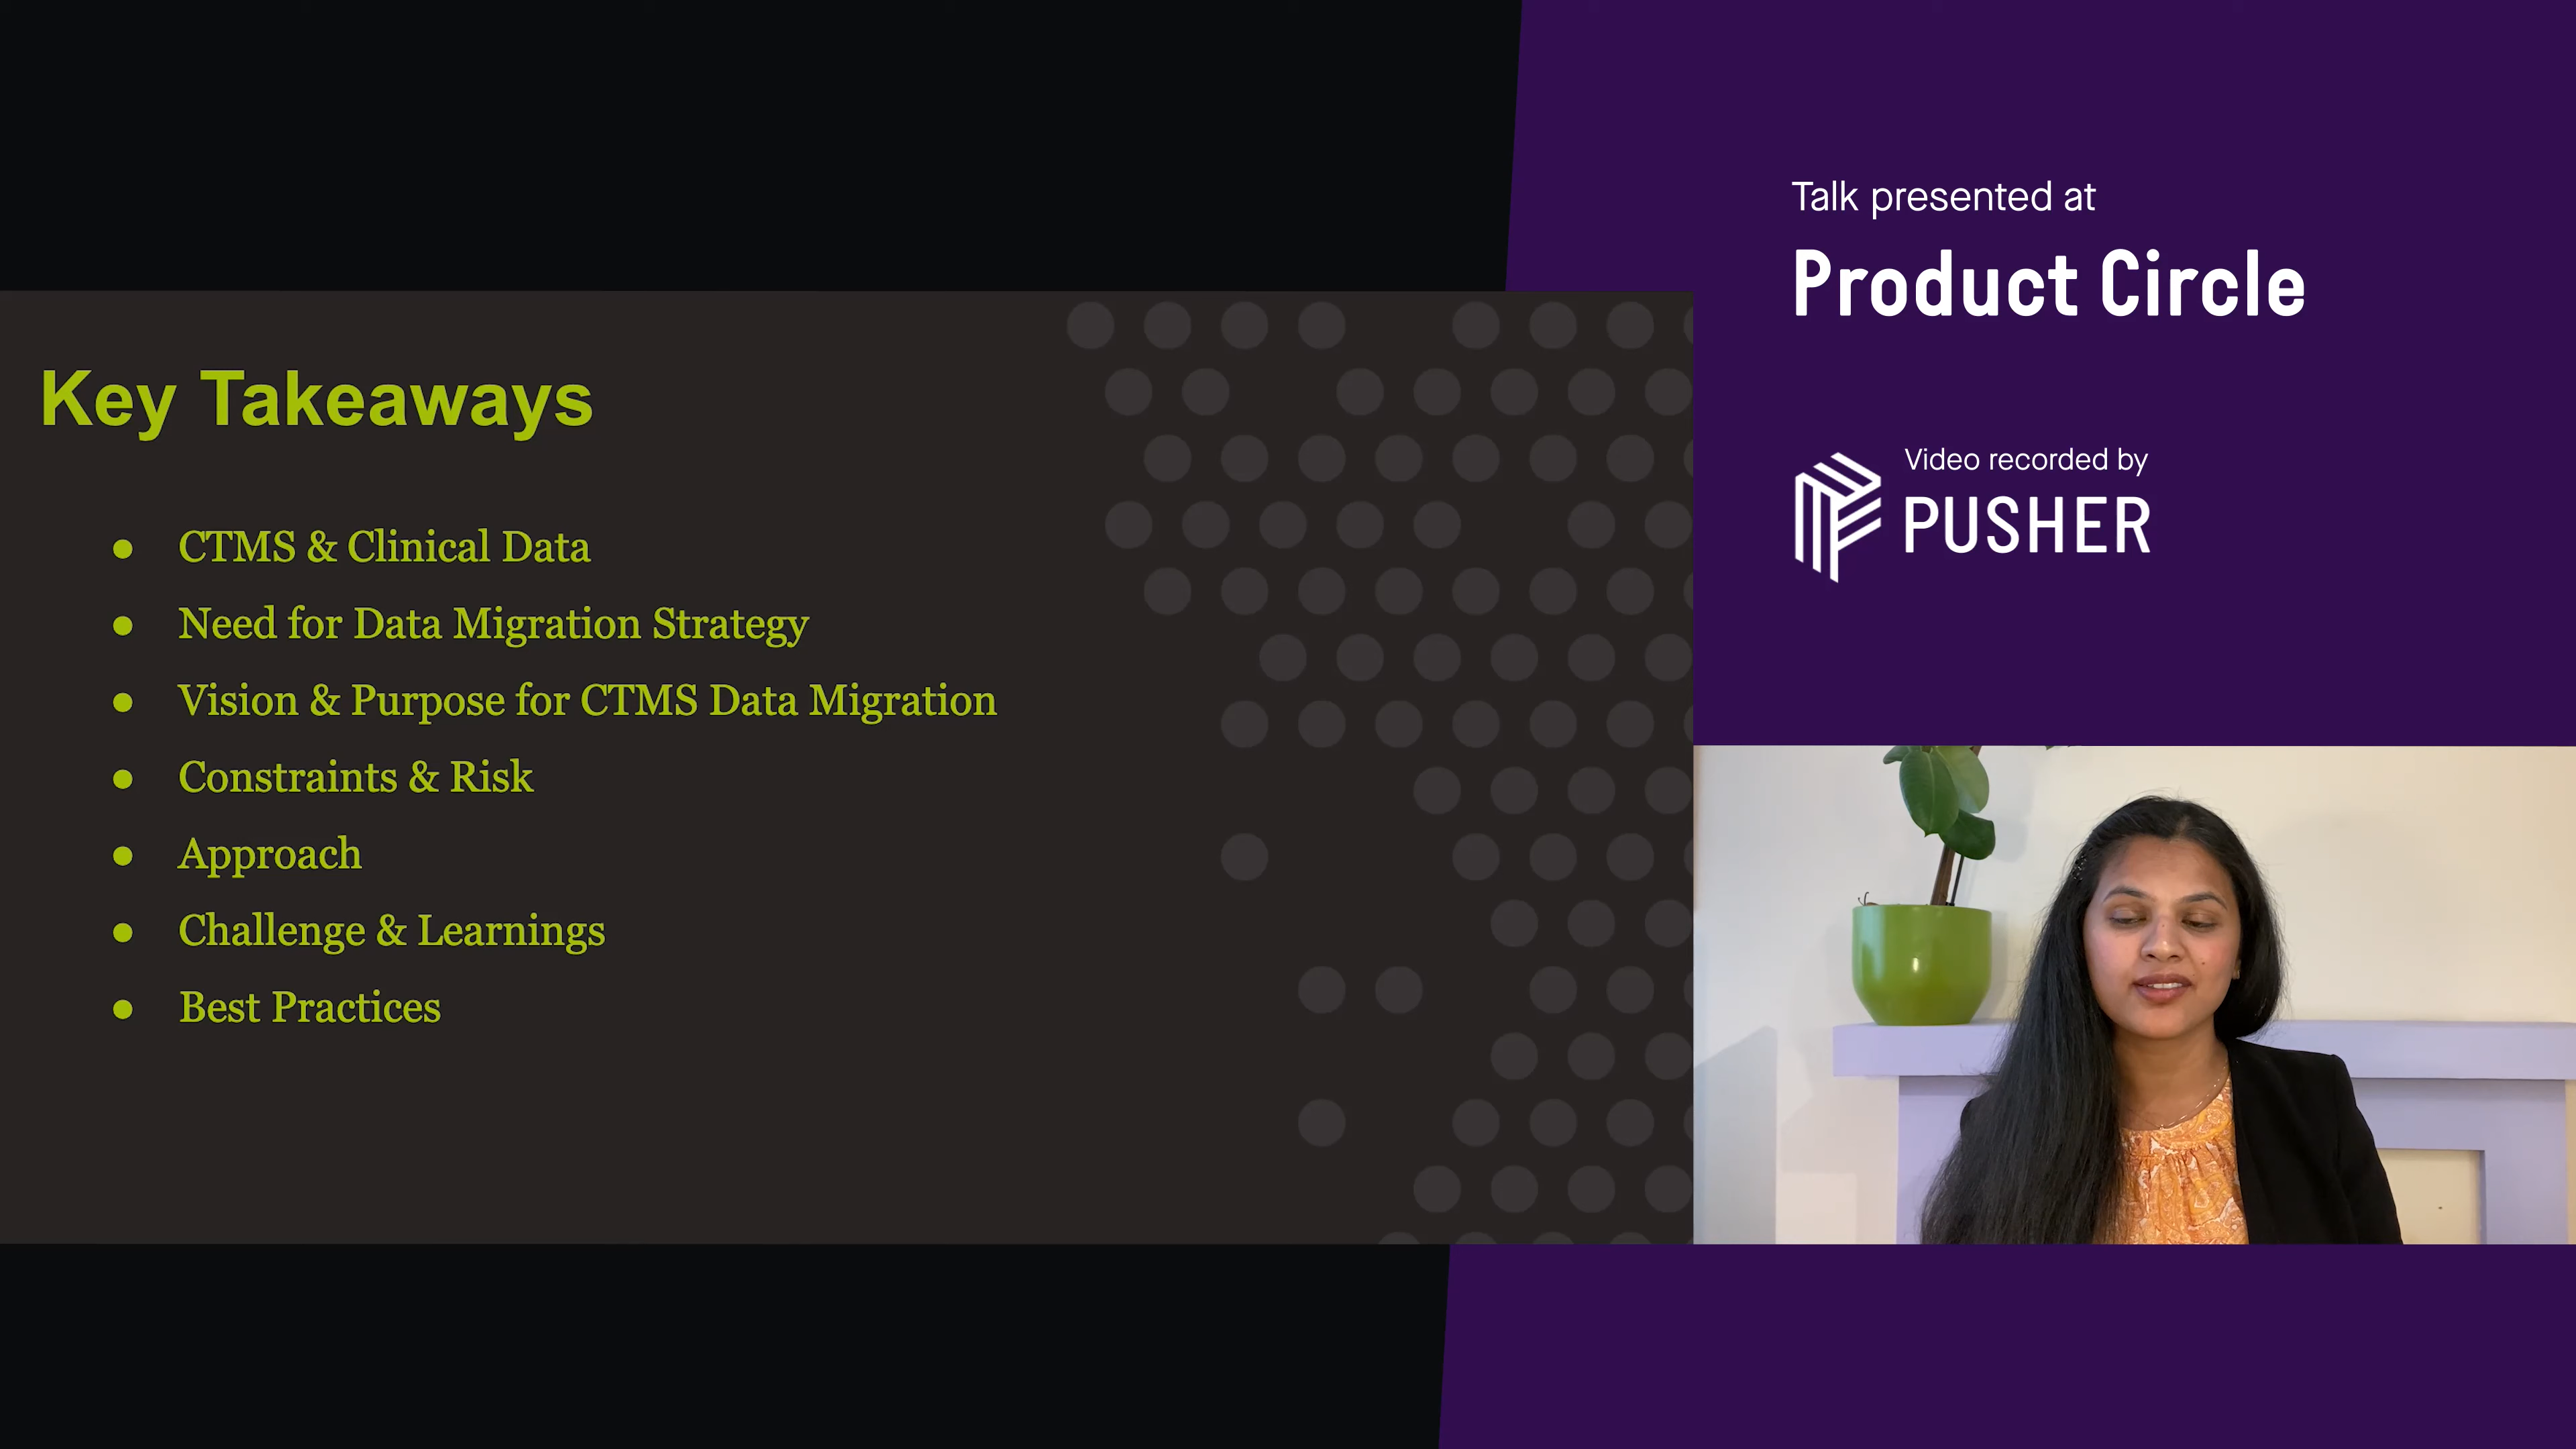 Key Takeaways
CTMS & Clinical Data
Need for Data Migration Strategy
Vision & Purpose for CTMS Data Migration
Constraints & Risk
Approach
Challenge & Learnings
Best Practices
Talk presented at
Product Circle
Video recorded by
PUSHER